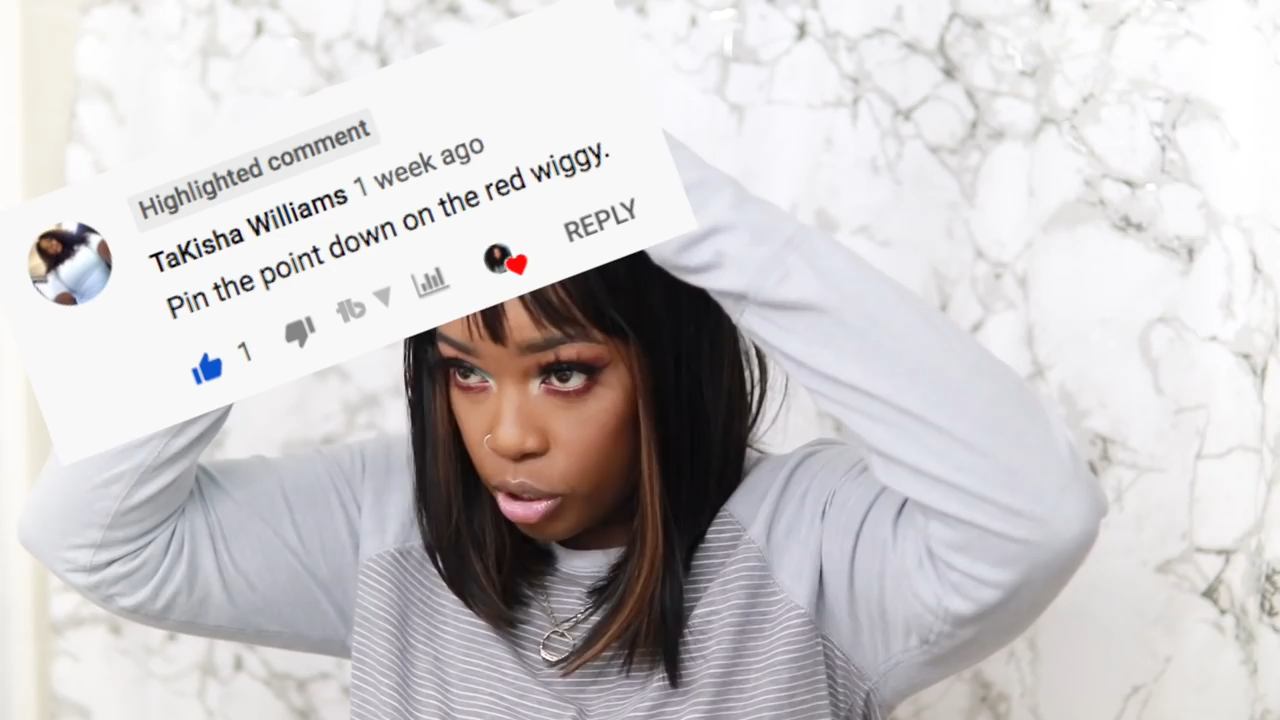 Highlighted comment
TaKisha Williams 1 week ago
Pin the point down on the red wiggy.
1
REPLY